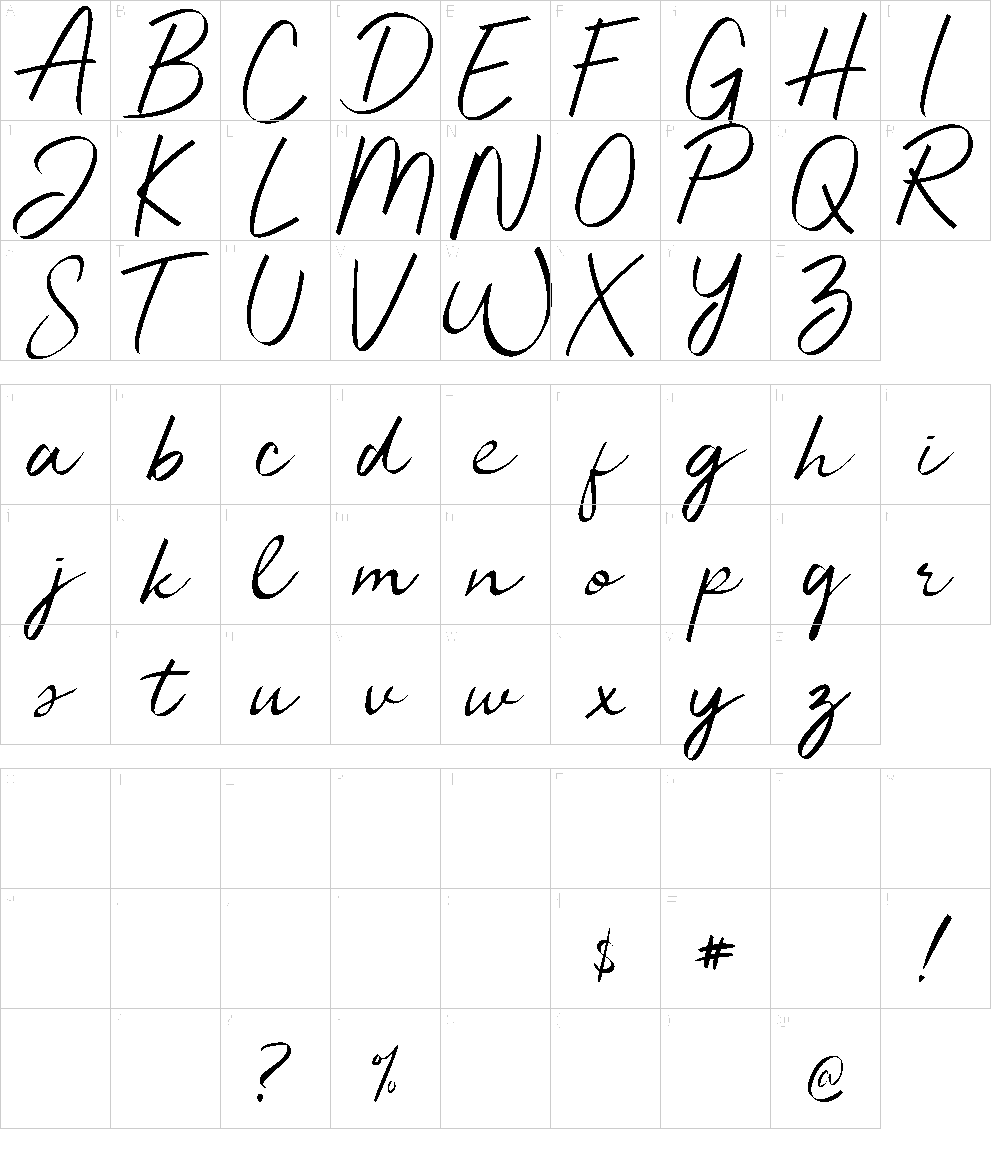 A B C D E F G H I
J K L M N O P Q R
S T U V W X Y Z
a b c d e f g h i
j k l m n o p q r
s t u v w x y z
$ # !
? % @